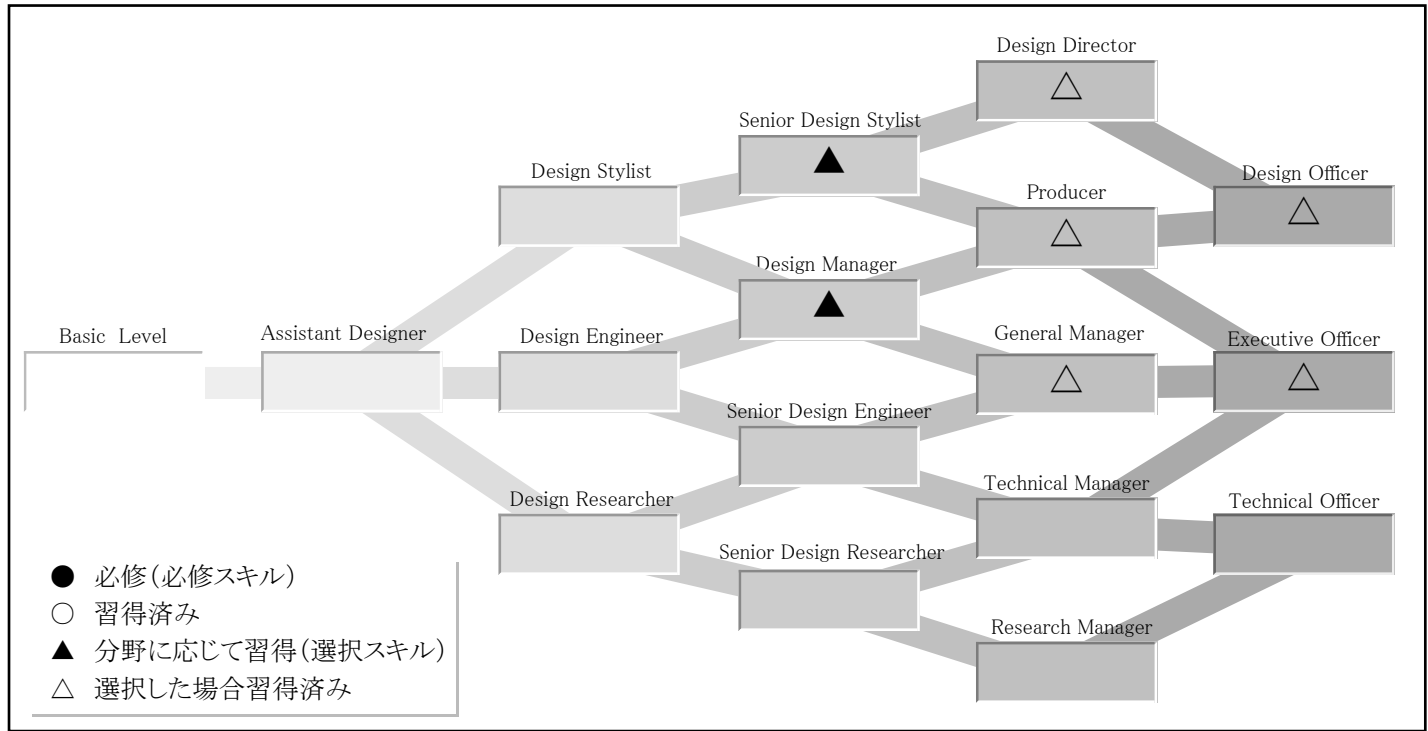 Design Director
△
Senior Design Stylist
▲
Design Stylist
Design Officer
△
Producer
△
Design Manager
▲
Basic Level
Assistant Designer
Design Engineer
General Manager
△
Executive Officer
△
Senior Design Engineer
Design Researcher
Technical Manager
Technical Officer
Senior Design Researcher
Research Manager
● 必修(必修スキル)
○ 習得済み
▲ 分野に応じて習得(選択スキル)
△ 選択した場合習得済み